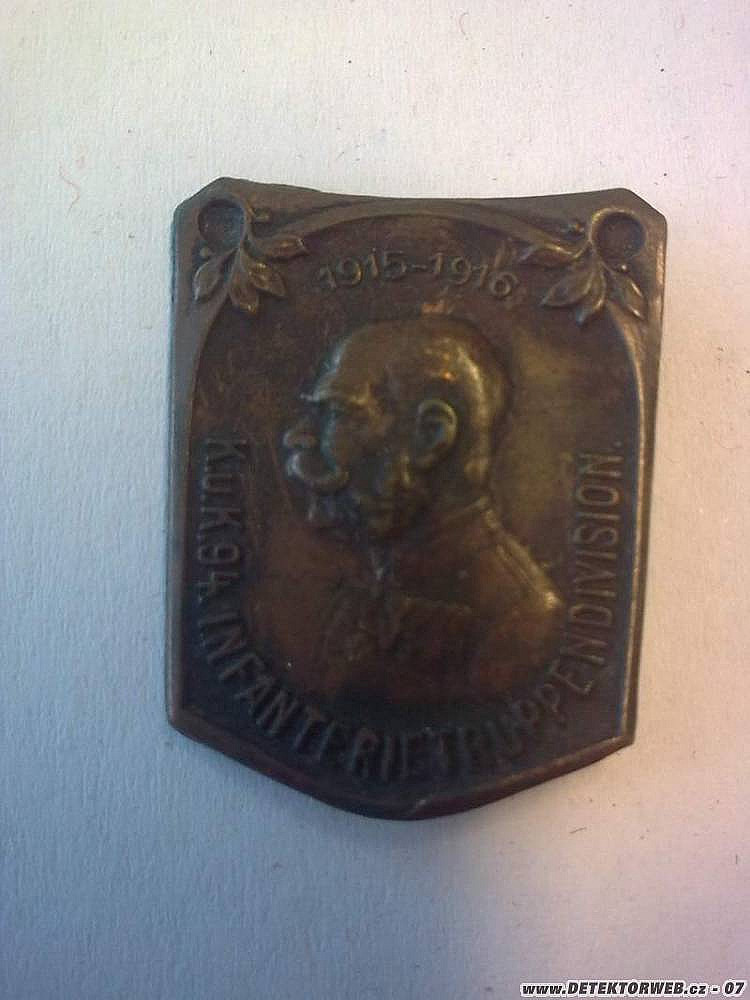 1915-1916
K.u.K. 94. INFANTERIETRUPPENDIVISION.
www.DETEKTORWEB.cz - 07